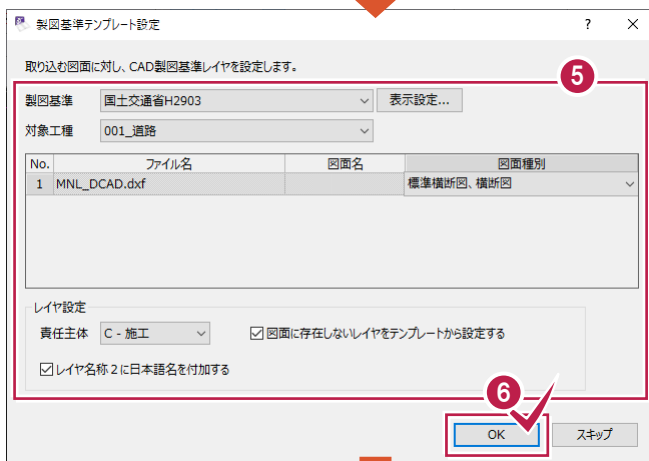 製図基準テンプレート設定
取り込む図面に対し、CAD製図基準レイヤを設定します。
5
製図基準 国土交通省H2903 表示設定...
対象工種 001_道路
No. ファイル名 図面名 図面種別
1 MNL_DCAD.dxf 標準横断図、横断図
レイヤ設定
責任主体 C - 施工 図面に存在しないレイヤをテンプレートから設定する
レイヤ名称2に日本語名を付加する
6
OK スキップ